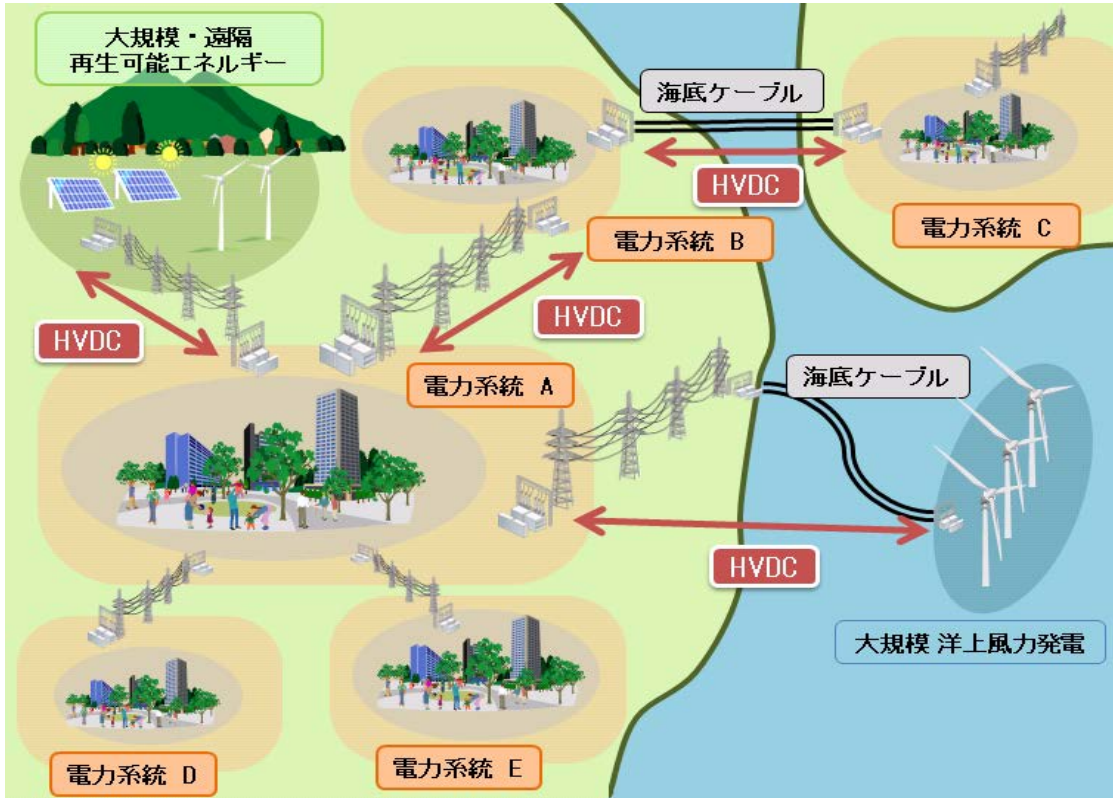 大規模・遠隔
再生可能エネルギー
海底ケーブル
HVDC
電力系統 C
電力系統 B
HVDC
HVDC
電力系統 A
海底ケーブル
HVDC
大規模 洋上風力発電
電力系統 D
電力系統 E